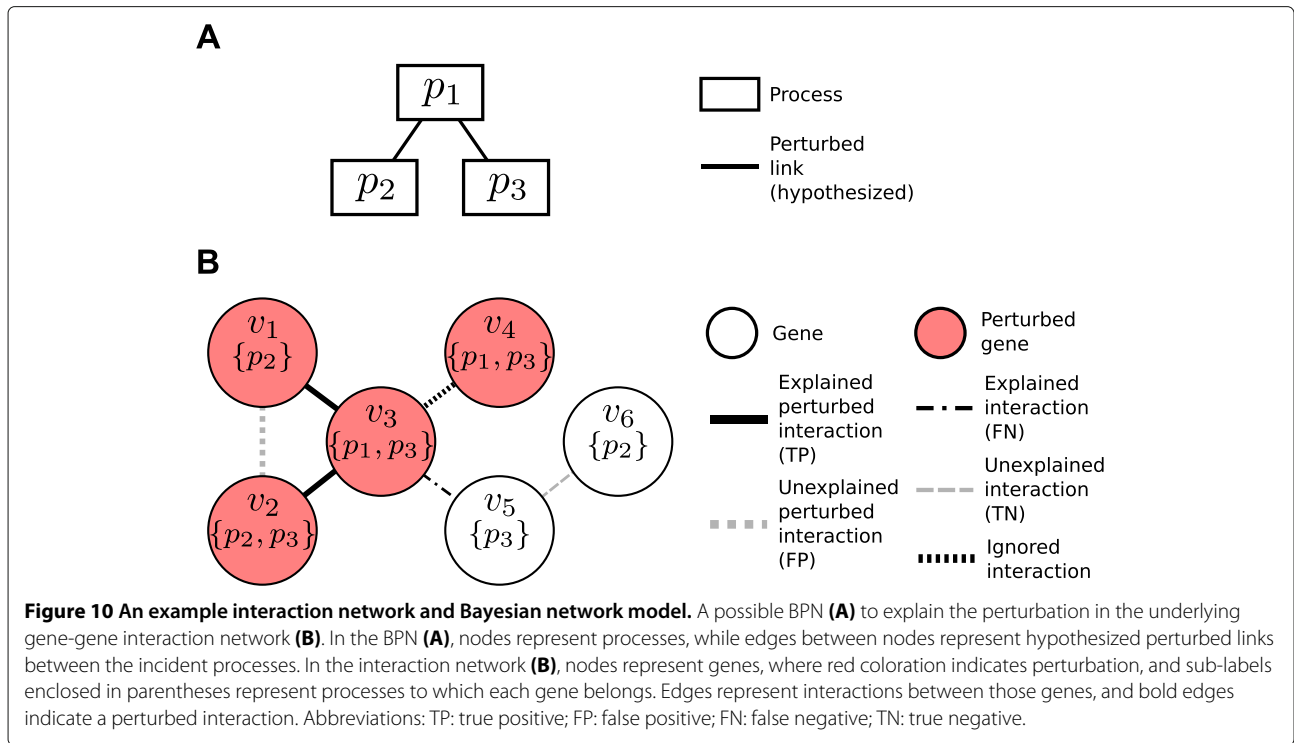 A
p₁
p₂
p₃
Process
Perturbed
link
(hypothesized)
B
v₁
{p₂}
v₄
{p₁, p₃}
v₃
{p₁, p₃}
v₆
{p₂}
v₂
{p₂, p₃}
v₅
{p₃}
Gene
Perturbed
gene
Explained
perturbed
interaction
(TP)
Explained
interaction
(FN)
Unexplained
perturbed
interaction
(FP)
Unexplained
interaction
(TN)
Ignored
interaction
Figure 10 An example interaction network and Bayesian network model. A possible BPN (A) to explain the perturbation in the underlying
gene-gene interaction network (B). In the BPN (A), nodes represent processes, while edges between nodes represent hypothesized perturbed links
between the incident processes. In the interaction network (B), nodes represent genes, where red coloration indicates perturbation, and sub-labels
enclosed in parentheses represent processes to which each gene belongs. Edges represent interactions between those genes, and bold edges
indicate a perturbed interaction. Abbreviations: TP: true positive; FP: false positive; FN: false negative; TN: true negative.